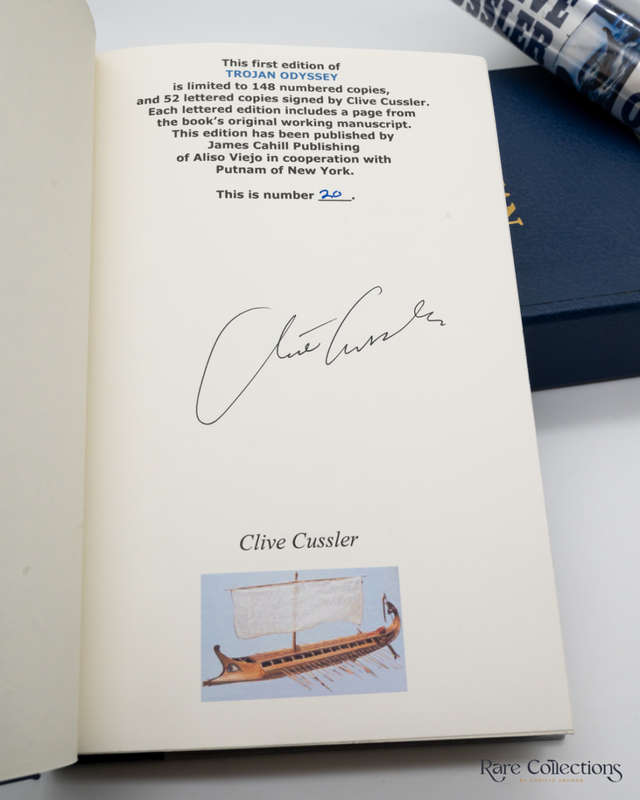 This first edition of
TROJAN ODYSSEY
is limited to 148 numbered copies,
and 52 lettered copies signed by Clive Cussler.
Each lettered edition includes a page from
the book's original working manuscript.
This edition has been published by
James Cahill Publishing
of Aliso Viejo in cooperation with
Putnam of New York.
This is number 20.
Clive Cussler
Clive Cussler
Rare Collections